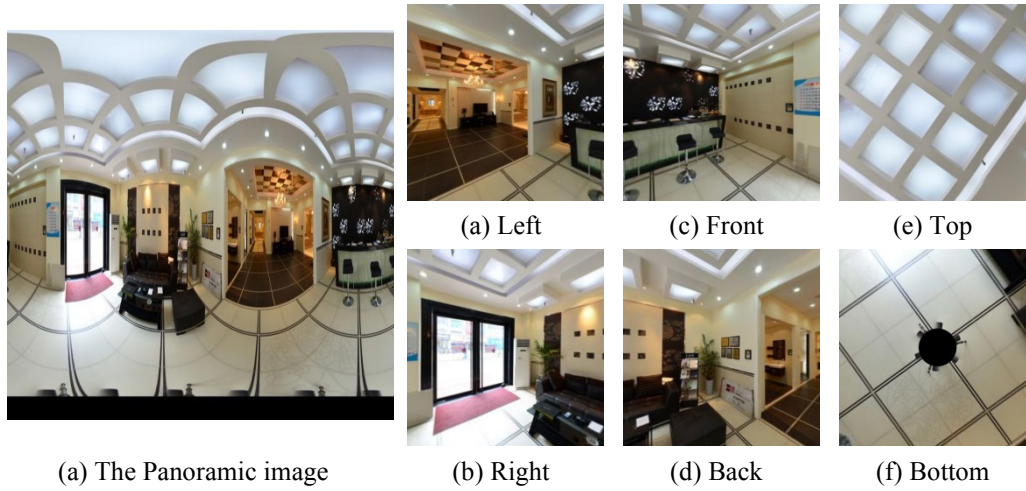 (a) Left
(c) Front
(e) Top
(a) The Panoramic image
(b) Right
(d) Back
(f) Bottom